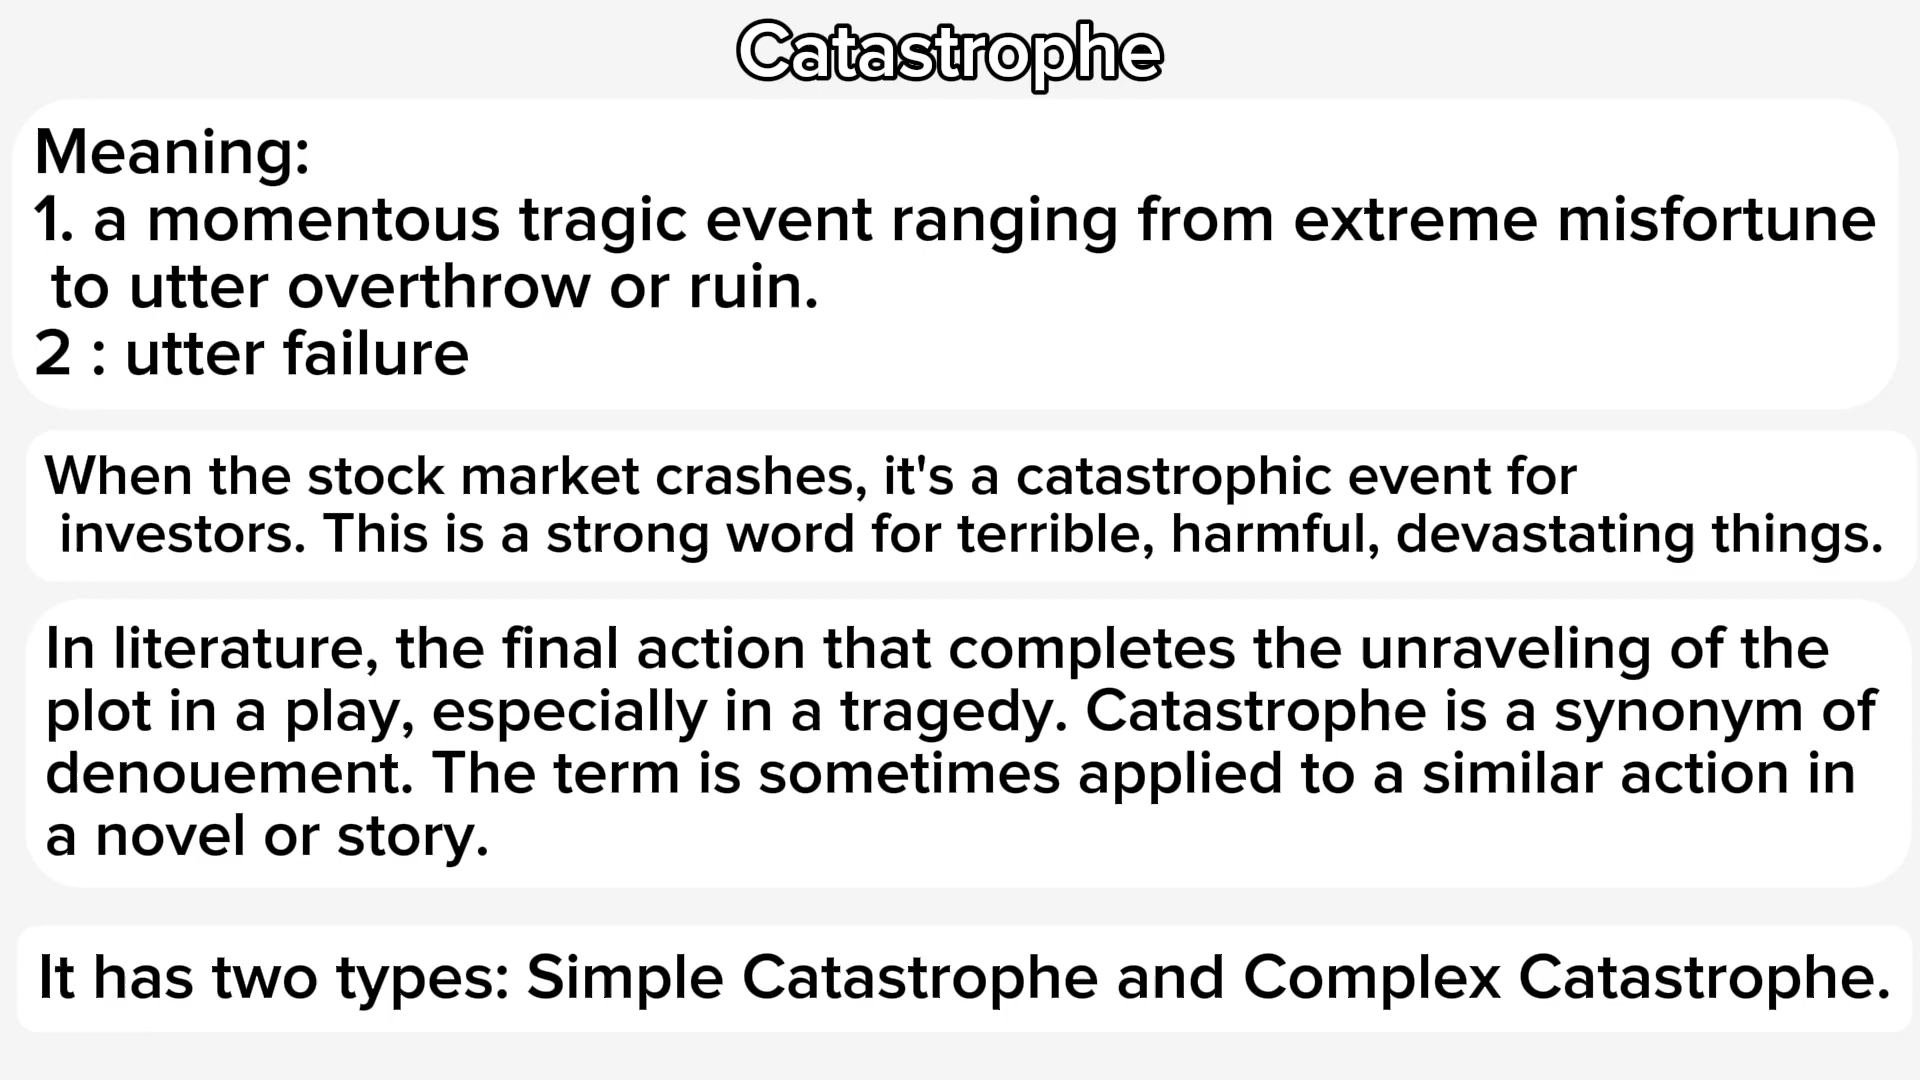 Catastrophe
Meaning:
1. a momentous tragic event ranging from extreme misfortune
to utter overthrow or ruin.
2 : utter failure
When the stock market crashes, it's a catastrophic event for
investors. This is a strong word for terrible, harmful, devastating things.
In literature, the final action that completes the unraveling of the
plot in a play, especially in a tragedy. Catastrophe is a synonym of
denouement. The term is sometimes applied to a similar action in
a novel or story.
It has two types: Simple Catastrophe and Complex Catastrophe.